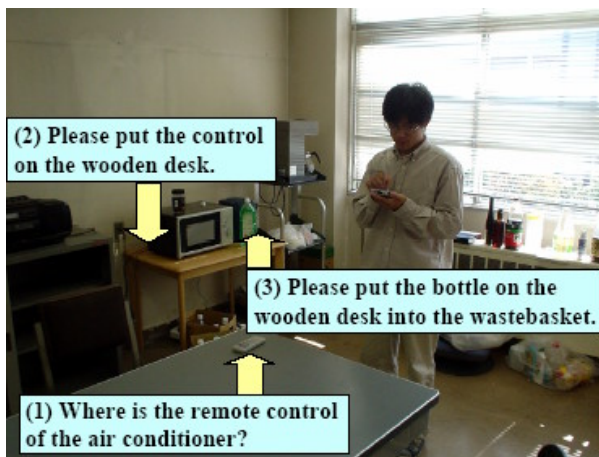 (2) Please put the control
on the wooden desk.
(3) Please put the bottle on the
wooden desk into the wastebasket.
(1) Where is the remote control
of the air conditioner?